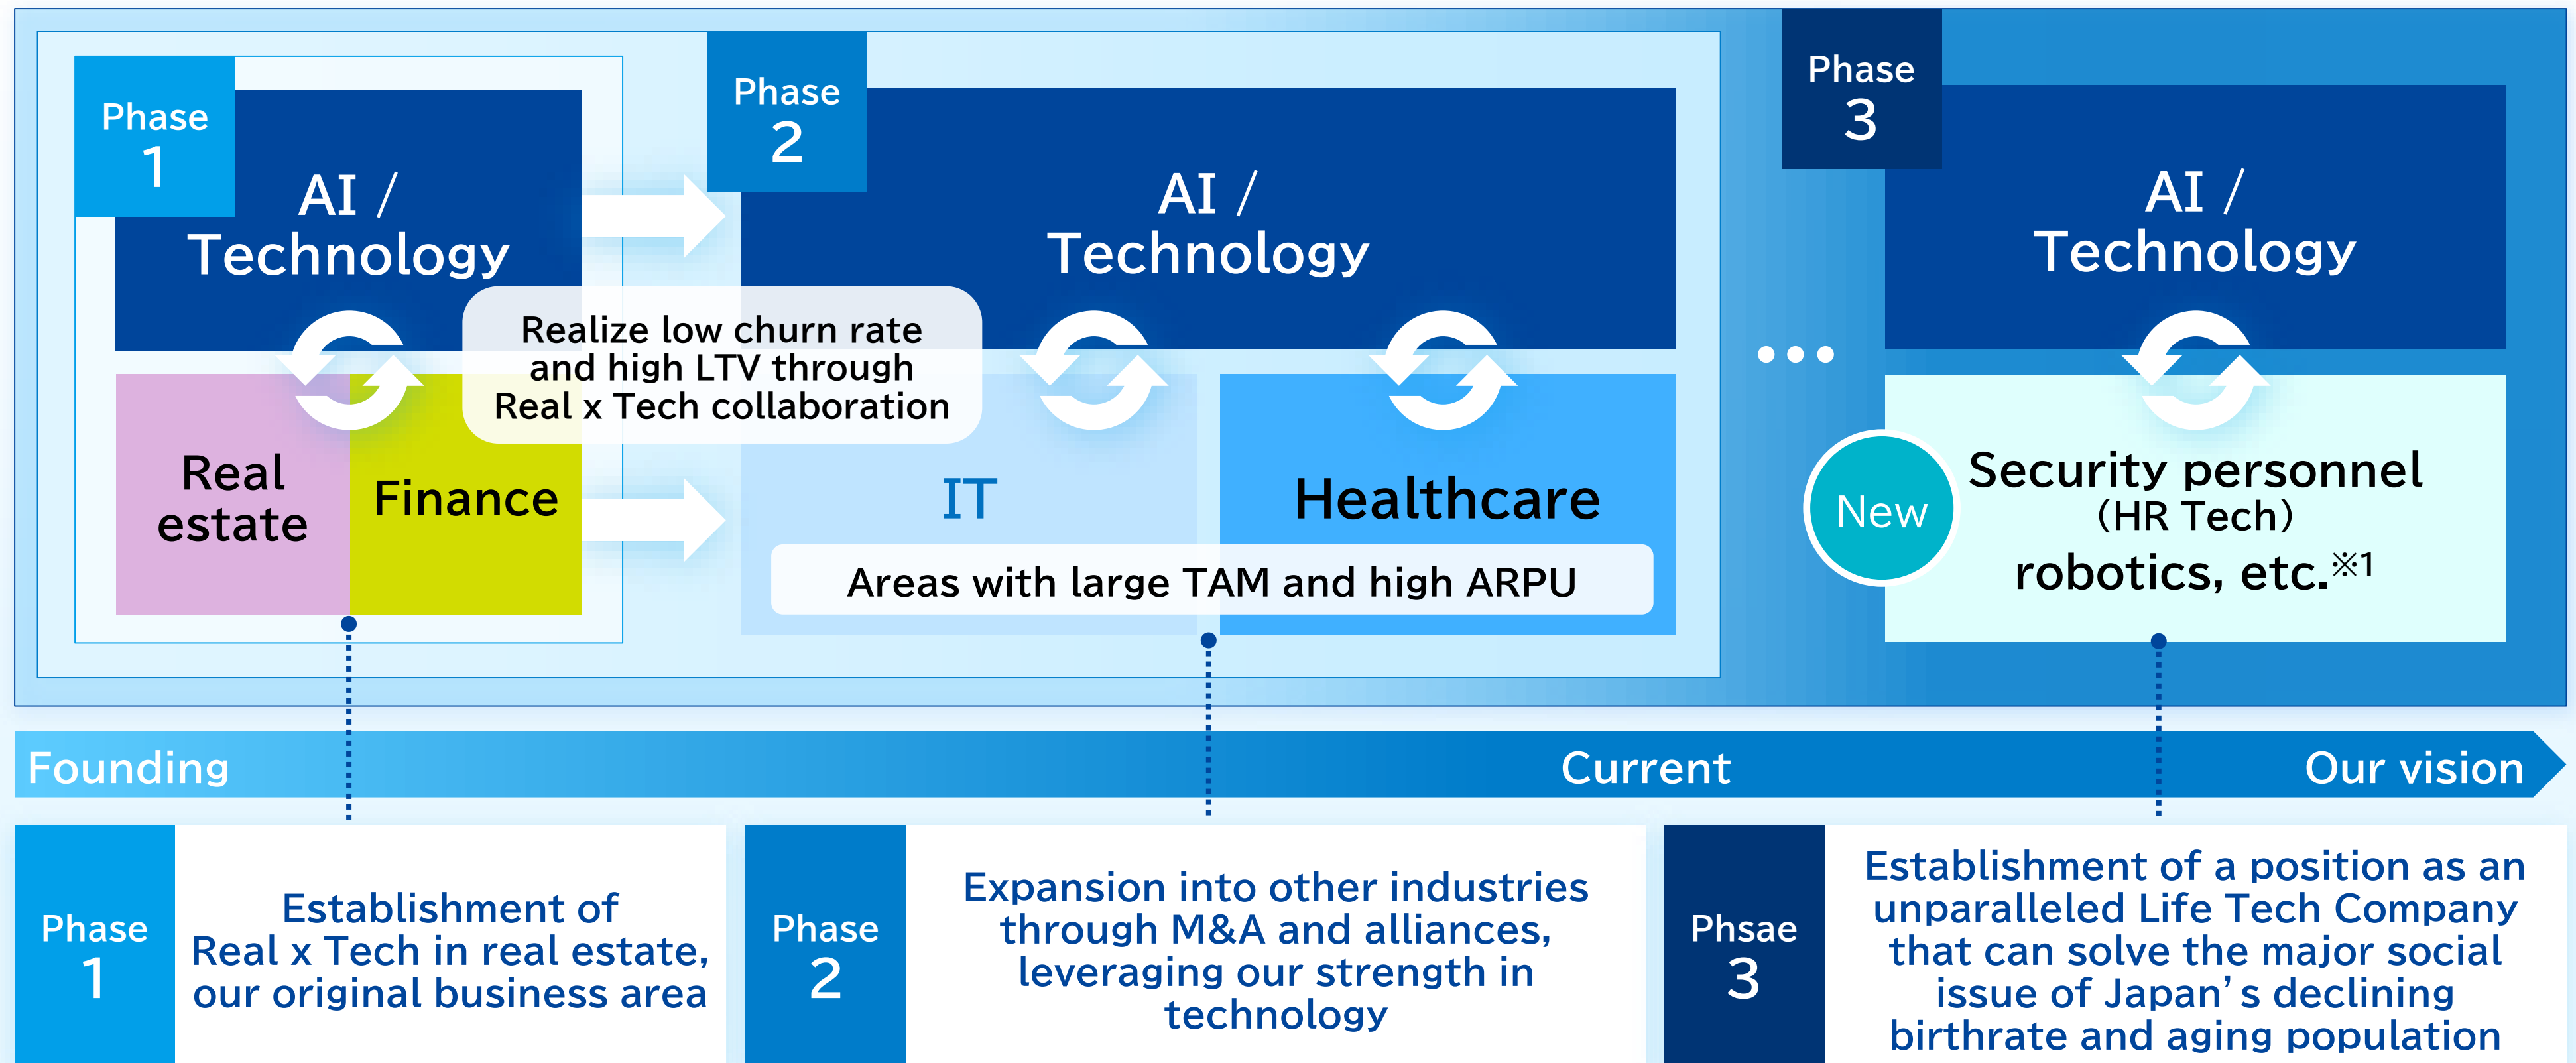 Phase
1
AI /
Technology
Real
estate
Finance
Realize low churn rate
and high LTV through
Real x Tech collaboration
Phase
2
AI /
Technology
IT
Healthcare
Areas with large TAM and high ARPU
Phase
3
AI /
Technology
New
Security personnel
(HR Tech)
robotics, etc.※1
Founding
Current
Our vision
Phase
1
Establishment of
Real x Tech in real estate,
our original business area
Phase
2
Expansion into other industries
through M&A and alliances,
leveraging our strength in
technology
Phsae
3
Establishment of a position as an
unparalleled Life Tech Company
that can solve the major social
issue of Japan’s declining
birthrate and aging population